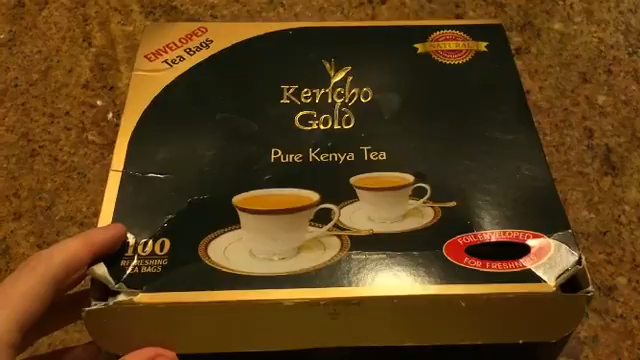 ENVELOPED
Tea Bags
NATURAL
Kericho
Gold
Pure Kenya Tea
100
REFRESHING
TEA BAGS
FOIL ENVELOPED
FOR FRESHNESS